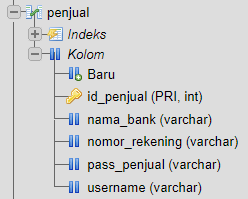 penjual
Indeks
Kolom
Baru
id_penjual (PRI, int)
nama_bank (varchar)
nomor_rekening (varchar)
pass_penjual (varchar)
username (varchar)